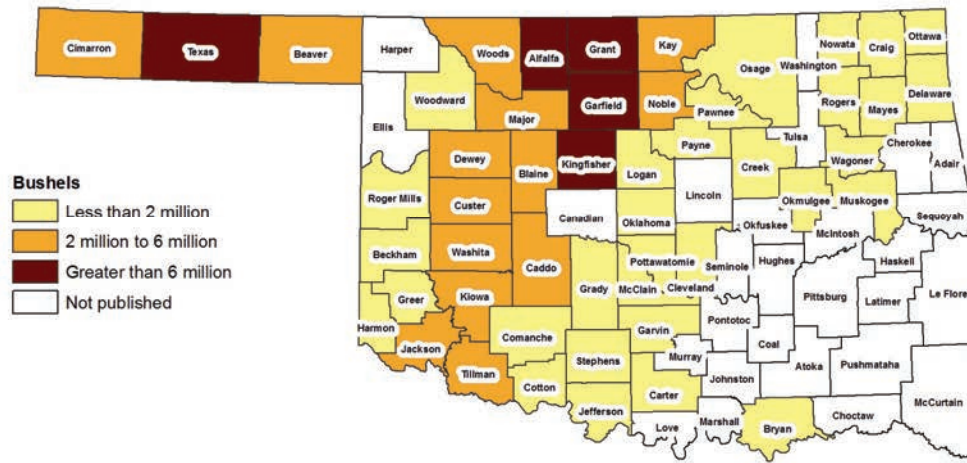 Cimarron
Texas
Beaver
Harper
Woods
Alfalfa
Grant
Kay
Osage
Washington
Nowata
Craig
Ottawa
Woodward
Garfield
Noble
Pawnee
Rogers
Mayes
Delaware
Ellis
Major
Tulsa
Cherokee
Adair
Dewey
Blaine
Kingfisher
Logan
Payne
Creek
Wagoner
Bushels
Less than 2 million
2 million to 6 million
Greater than 6 million
Not published
Roger Mills
Custer
Canadian
Oklahoma
Lincoln
Okmulgee
Muskogee
Sequoyah
Okfuskee
McIntosh
Beckham
Washita
Caddo
Grady
Pottawatomie
McClain
Cleveland
Seminole
Hughes
Haskell
Pittsburg
Latimer
Le Flore
Greer
Kiowa
Harmon
Jackson
Comanche
Garvin
Pontotoc
Coal
Tillman
Cotton
Stephens
Murray
Johnston
Atoka
Pushmataha
Jefferson
Carter
Love
Marshall
Bryan
Choctaw
McCurtain